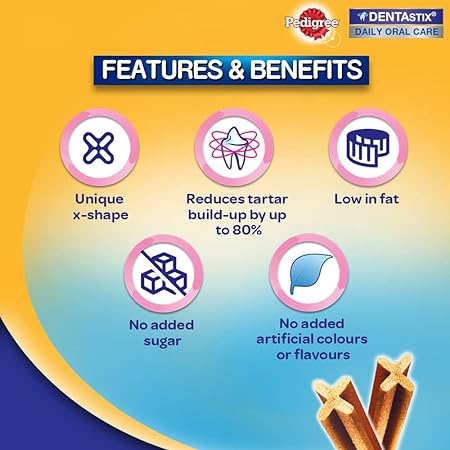 Pedigree
DENTASTIX®
DAILY ORAL CARE
FEATURES & BENEFITS
Unique
x-shape
Reduces tartar
build-up by up
to 80%
Low in fat
No added
sugar
No added
artificial colours
or flavours